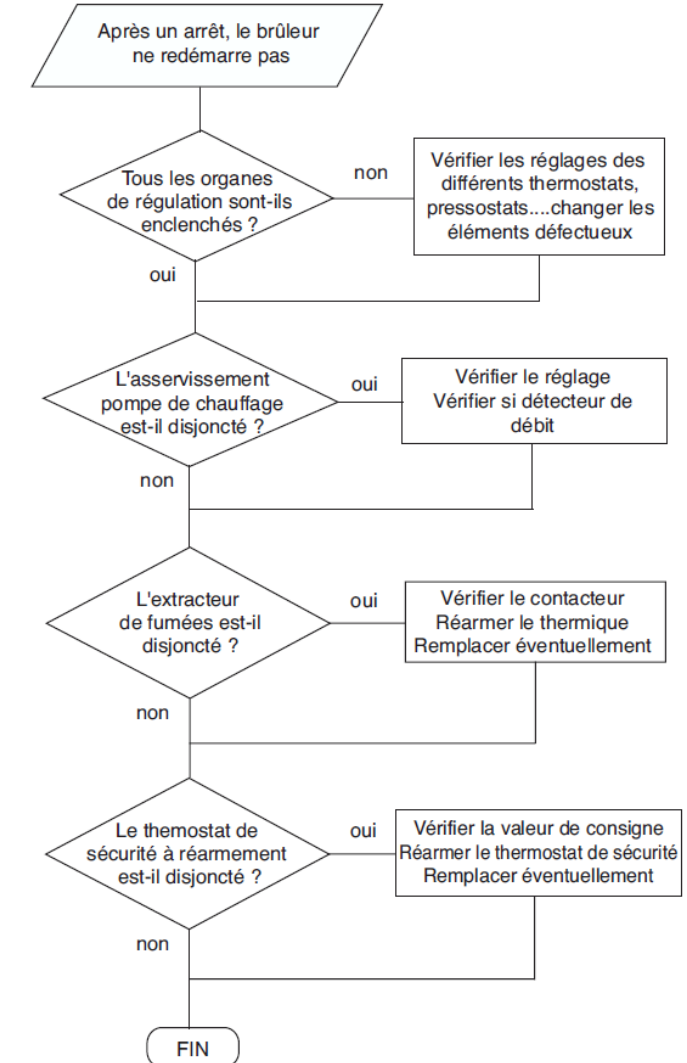 Après un arrêt, le brûleur
ne redémarre pas
Tous les organes
de régulation sont-ils
enclenchés ?
non
Vérifier les réglages des
différents thermostats,
pressostats....changer les
éléments défectueux
oui
L'asservissement
pompe de chauffage
est-il disjoncté ?
oui
Vérifier le réglage
Vérifier si détecteur de
débit
non
L'extracteur
de fumées est-il
disjoncté ?
oui
Vérifier le contacteur
Réarmer le thermique
Remplacer éventuellement
non
Le themostat de
sécurité à réarmement
est-il disjoncté ?
oui
Vérifier la valeur de consigne
Réarmer le thermostat de sécurité
Remplacer éventuellement
non
FIN